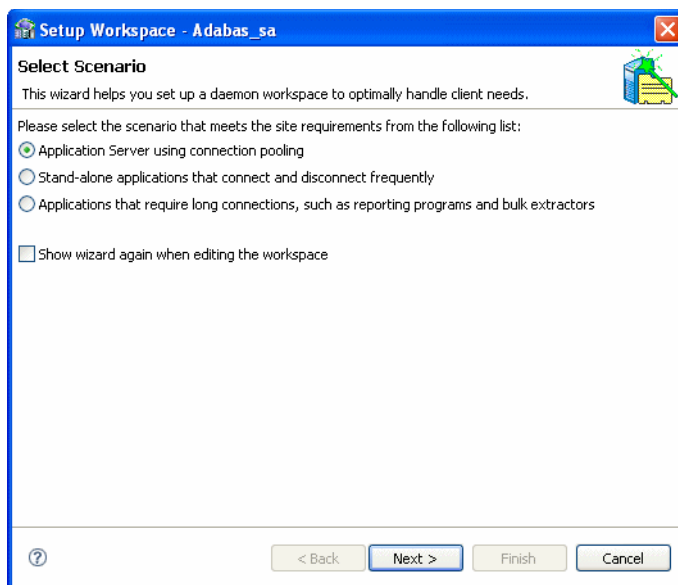 Setup Workspace - Adabas_sa
Select Scenario
This wizard helps you set up a daemon workspace to optimally handle client needs.
Please select the scenario that meets the site requirements from the following list:
Application Server using connection pooling
Stand-alone applications that connect and disconnect frequently
Applications that require long connections, such as reporting programs and bulk extractors
Show wizard again when editing the workspace
? < Back Next > Finish Cancel